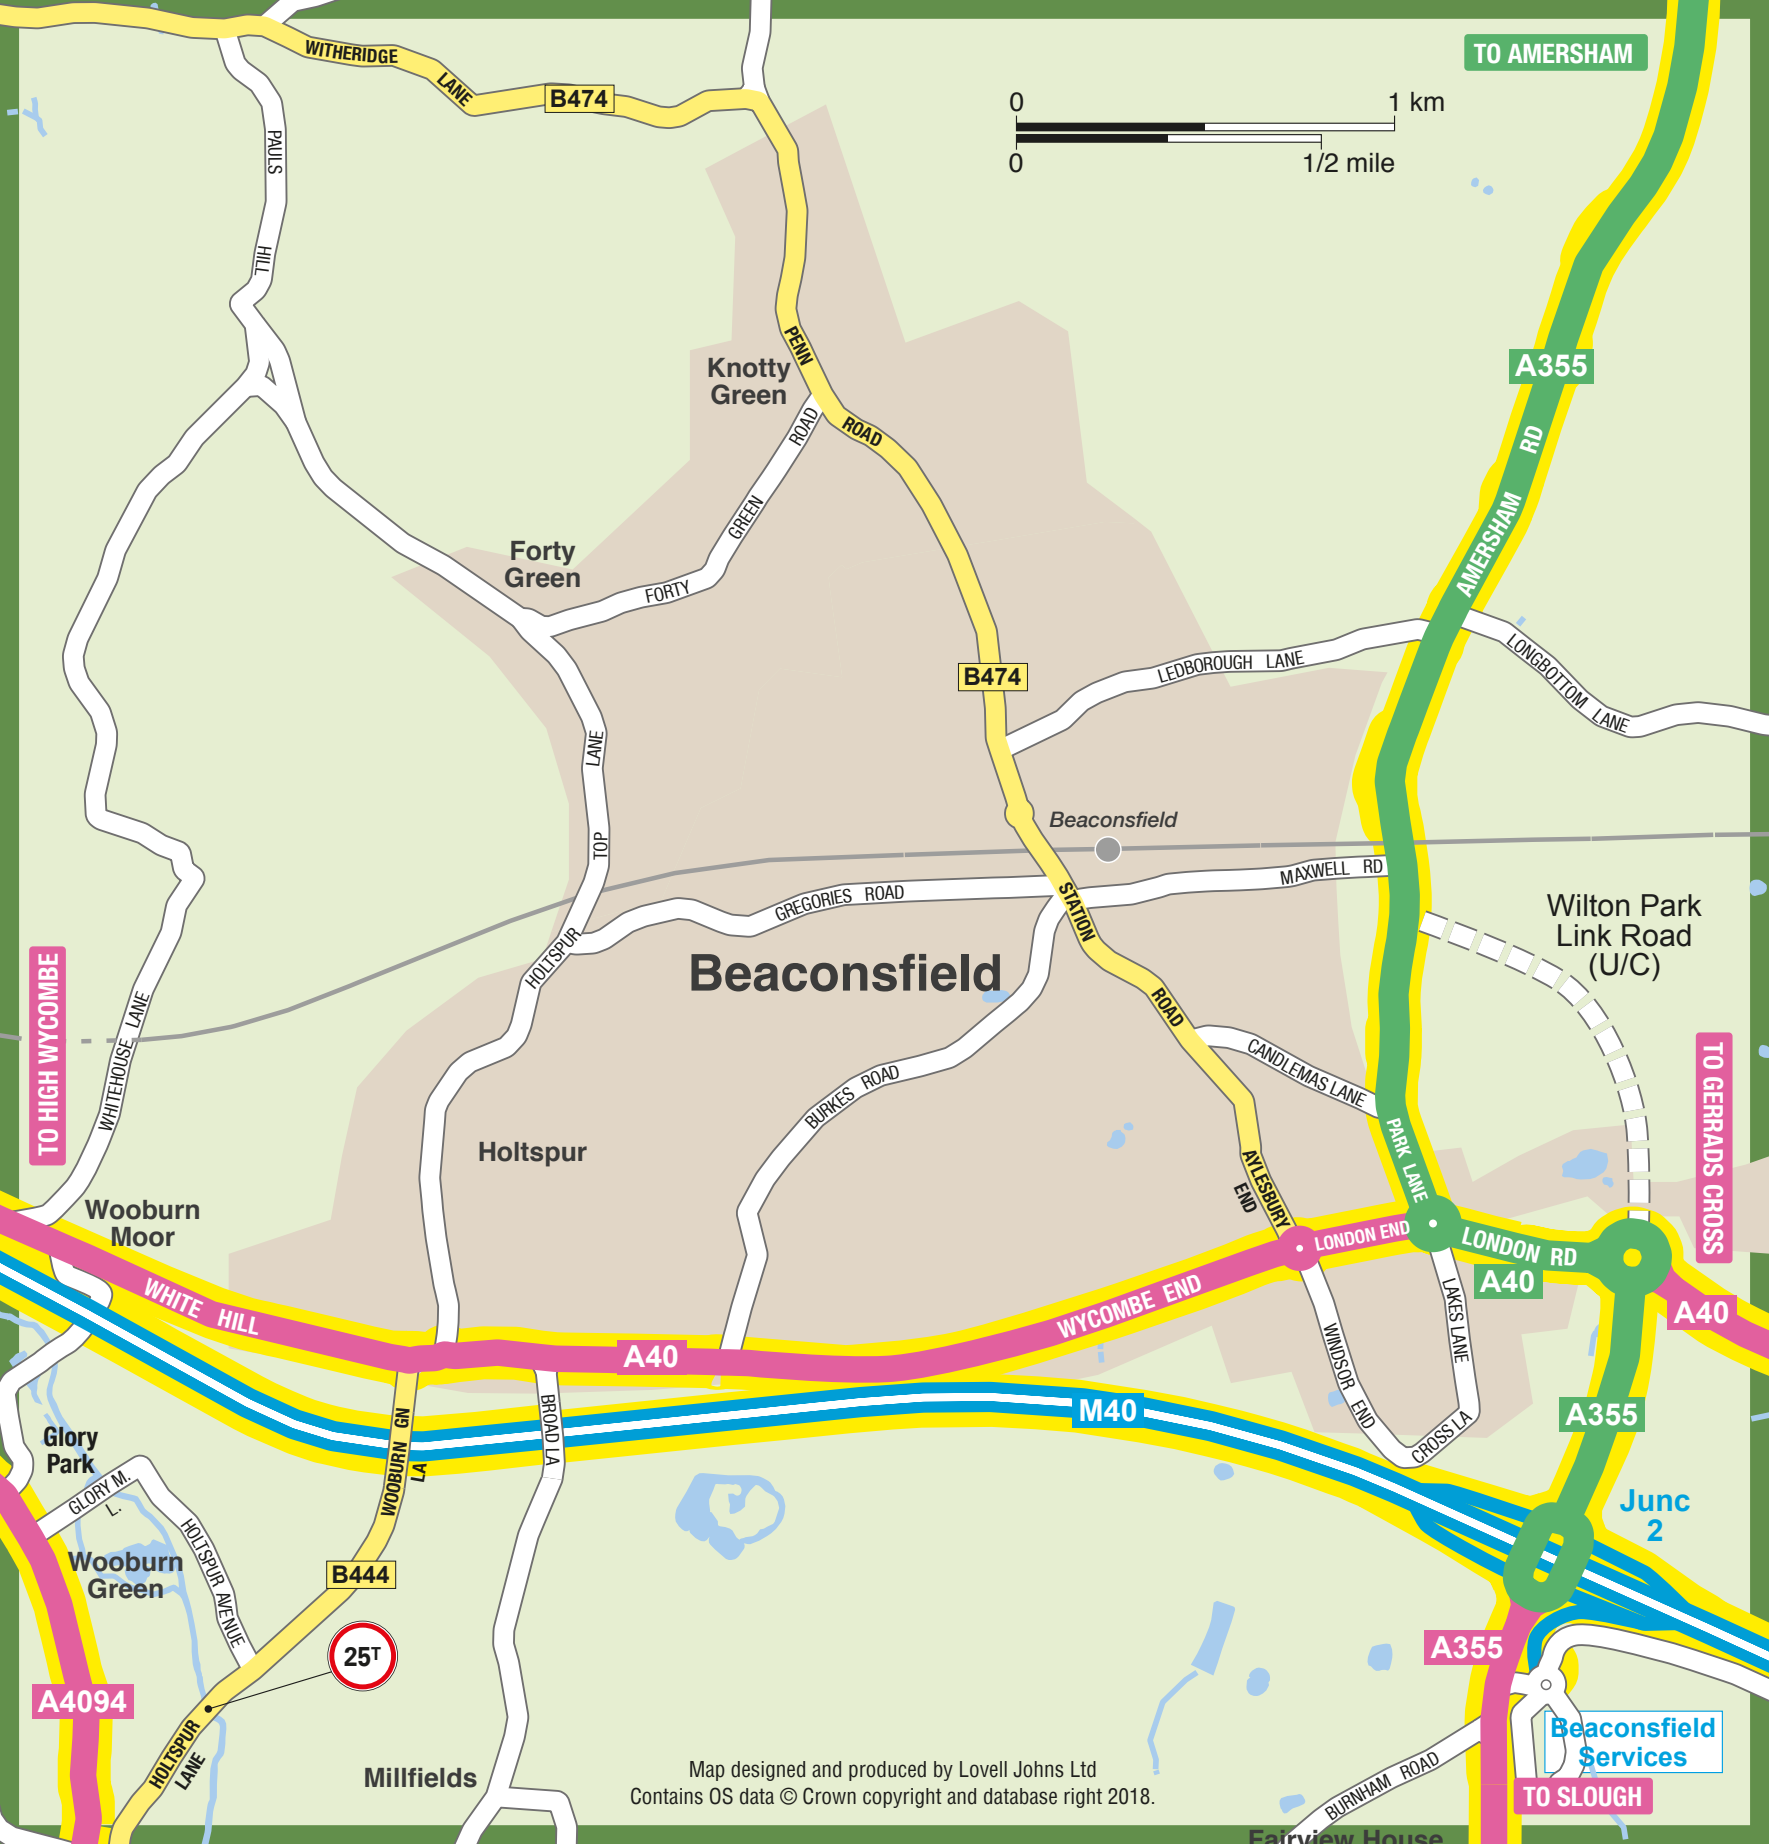 TO AMERSHAM
WITHERIDGE
LANE
B474
0
1 km
0
1/2 mile
PAULS
HILL
PENN
ROAD
Knotty
Green
A355
AMERSHAM RD
FORTY GREEN ROAD
Forty
Green
B474
LEDBOROUGH LANE
LONGBOTTOM LANE
HOLTSPUR TOP LANE
Beaconsfield
GREGORIES ROAD
MAXWELL RD
STATION
ROAD
Wilton Park
Link Road
(U/C)
Beaconsfield
TO HIGH WYCOMBE
WHITEHOUSE LANE
BURKES ROAD
CANDLEMAS LANE
TO GERRADS CROSS
Holtspur
PARK LANE
AYLESBURY
END
Wooburn
Moor
LONDON END
LONDON RD
A40
A40
WHITE HILL
A40
WYCOMBE END
WINDSOR END
LAKES LANE
CROSS LA
M40
A355
BROAD LA
WOOBURN GN
LA
Glory
Park
GLORY M.
L.
HOLTSPUR AVENUE
Junc
2
Wooburn
Green
B444
25T
A355
A4094
HOLTSPUR
LANE
Beaconsfield
Services
Millfields
Map designed and produced by Lovell Johns Ltd
Contains OS data © Crown copyright and database right 2018.
BURNHAM ROAD
TO SLOUGH
Fairview House